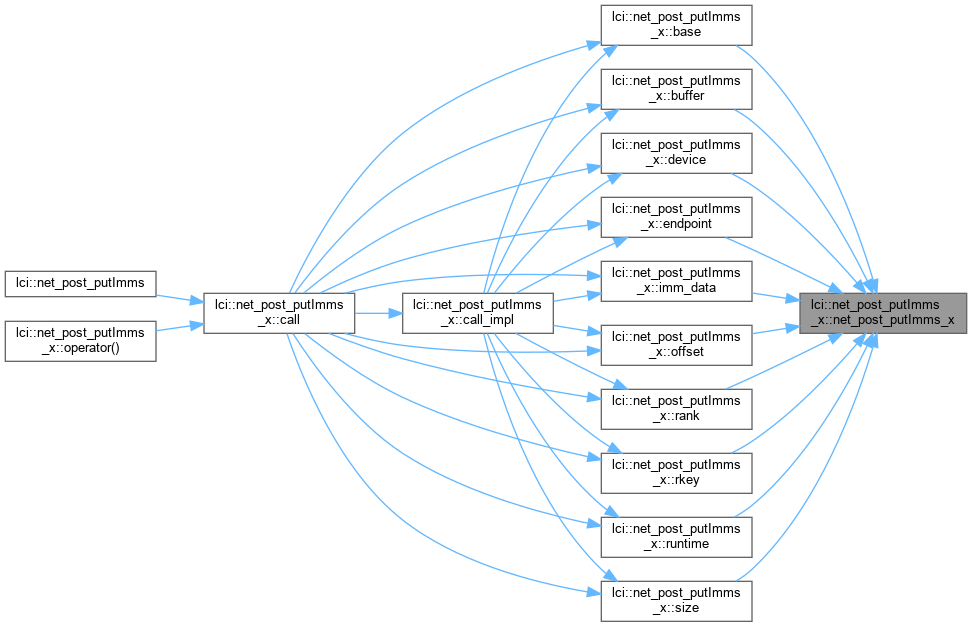 lci::net_post_putImms
_x::base
lci::net_post_putImms
_x::buffer
lci::net_post_putImms
_x::device
lci::net_post_putImms
_x::endpoint
lci::net_post_putImms
_x::imm_data
lci::net_post_putImms
_x::offset
lci::net_post_putImms
_x::rank
lci::net_post_putImms
_x::rkey
lci::net_post_putImms
_x::runtime
lci::net_post_putImms
_x::size
lci::net_post_putImms
lci::net_post_putImms
_x::operator()
lci::net_post_putImms
_x::call
lci::net_post_putImms
_x::call_impl
lci::net_post_putImms
_x::net_post_putImms_x